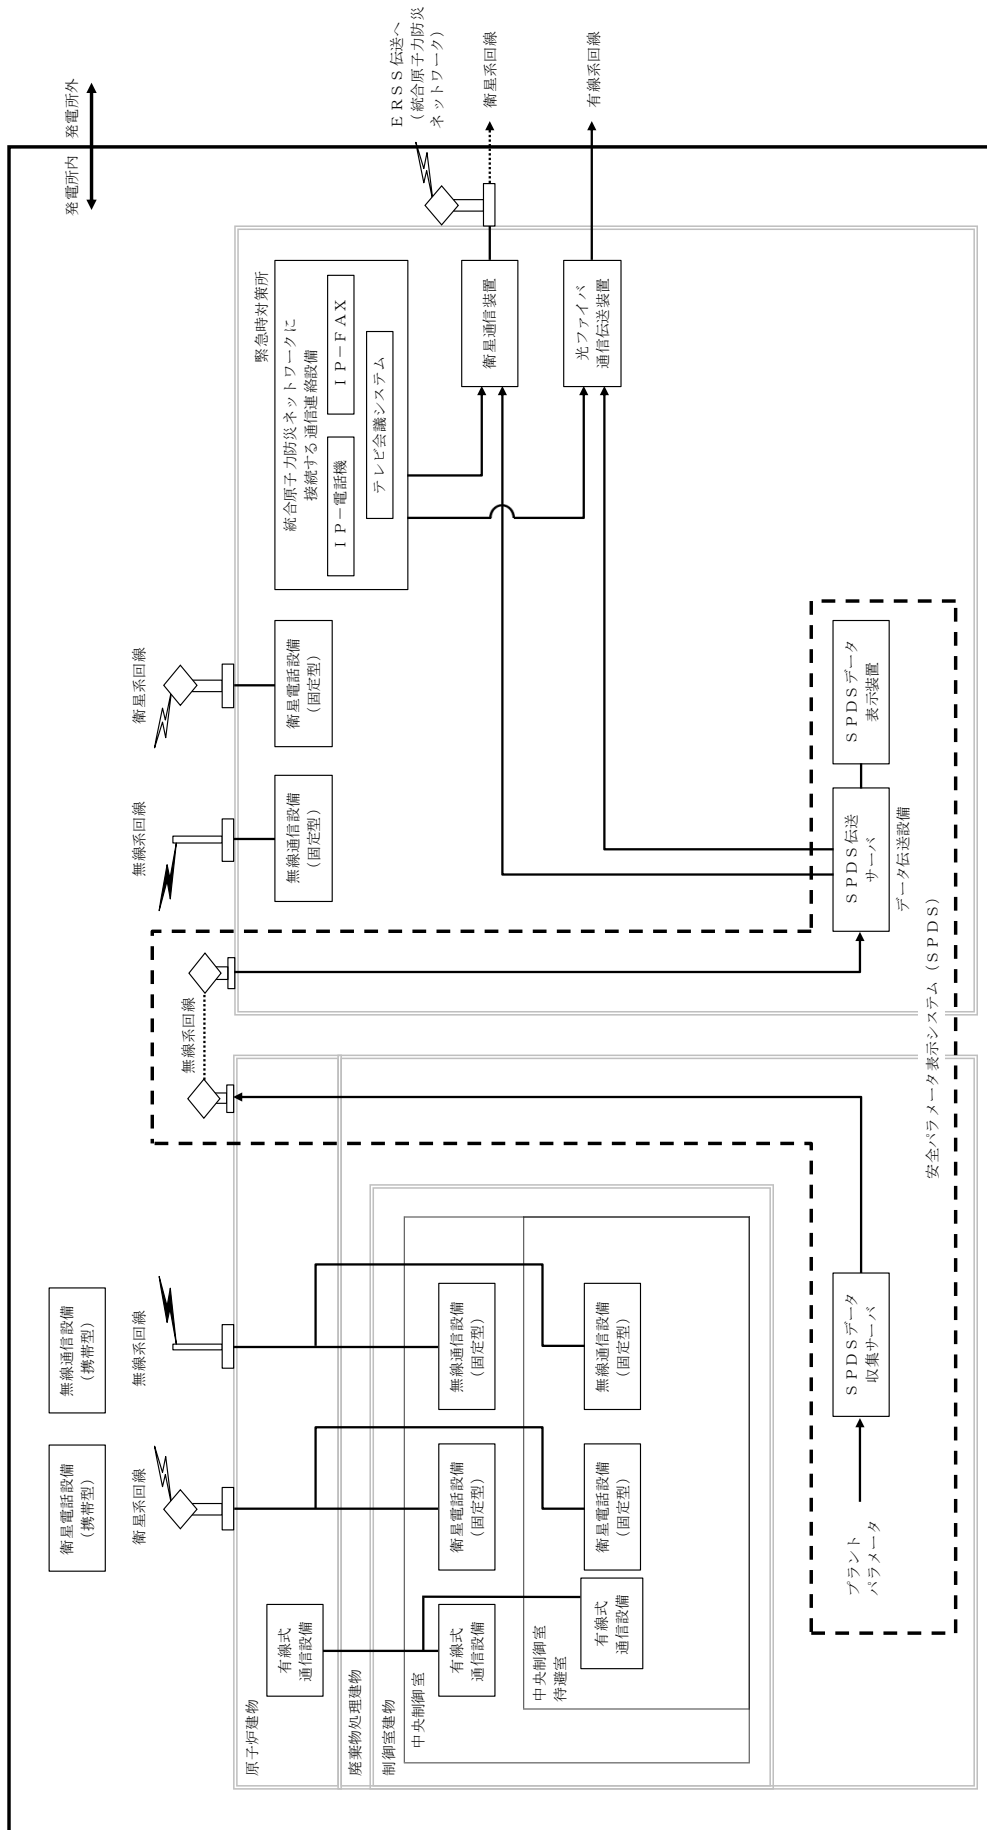 発電所内
発電所外
ERSS伝送へ
(統合原子力防災
ネットワーク)
衛星系回線
有線系回線
緊急時対策所
統合原子力防災ネットワークに
接続する通信連絡設備
IP－電話機
IP－FAX
テレビ会議システム
衛星通信装置
光ファイバ
通信伝送装置
無線系回線
衛星系回線
無線通信設備
(固定型)
衛星電話設備
(固定型)
無線系回線
SPDS伝送
サーバ
データ伝送設備
SPDSデータ
表示装置
安全パラメータ表示システム(SPDS)
衛星電話設備
(携帯型)
無線通信設備
(携帯型)
衛星系回線
無線系回線
原子炉建物
有線式
通信設備
廃棄物処理建物
制御室建物
中央制御室
有線式
通信設備
衛星電話設備
(固定型)
無線通信設備
(固定型)
中央制御室
待避室
有線式
通信設備
衛星電話設備
(固定型)
無線通信設備
(固定型)
プラント
パラメータ
SPDSデータ
収集サーバ